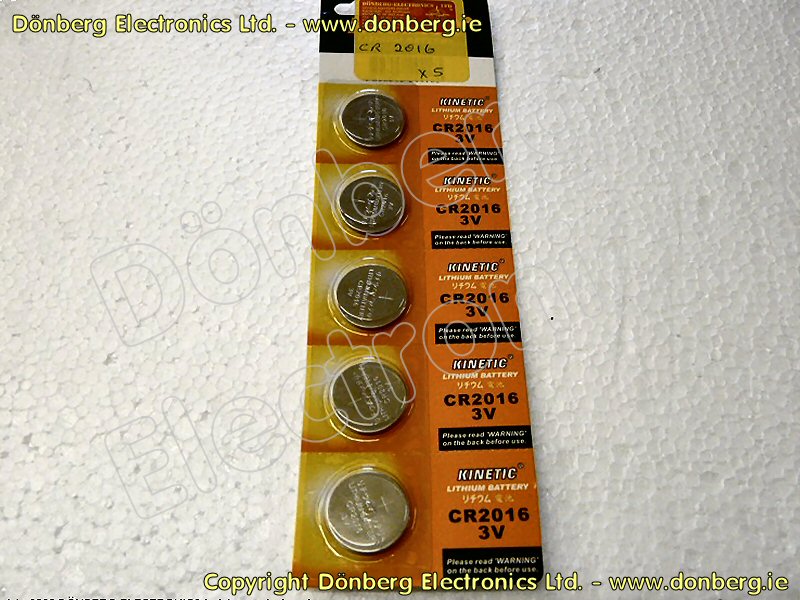 Dönberg Electronics Ltd. - www.donberg.ie
DÖNBERG ELECTRONICS LTD
CR 2016
X5
KINETIC®
LITHIUM BATTERY
リチウム 電池
CR2016
3V
Please read "WARNING"
on the back before use.
KINETIC®
LITHIUM BATTERY
リチウム 電池
CR2016
3V
Please read "WARNING"
on the back before use.
KINETIC®
LITHIUM BATTERY
リチウム 電池
CR2016
3V
Please read "WARNING"
on the back before use.
KINETIC®
LITHIUM BATTERY
リチウム 電池
CR2016
3V
Please read "WARNING"
on the back before use.
KINETIC®
LITHIUM BATTERY
リチウム 電池
CR2016
3V
Please read "WARNING"
on the back before use.
Dönberg
Electron
Copyright Dönberg Electronics Ltd. - www.donberg.ie